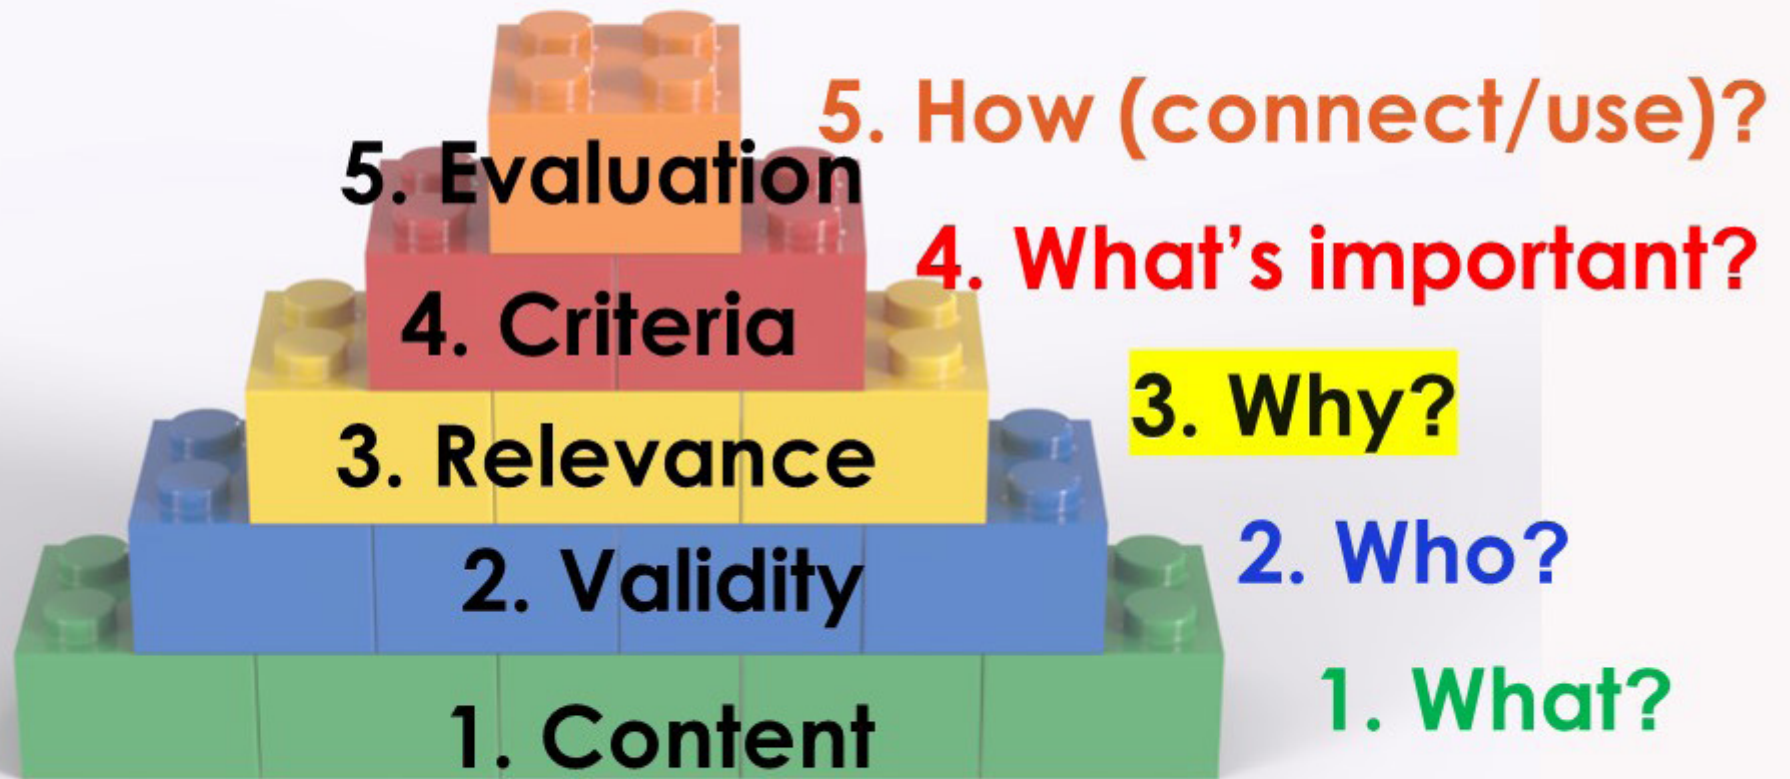 5. How (connect/use)?
5. Evaluation
4. What's important?
4. Criteria
3. Why?
3. Relevance
2. Who?
2. Validity
1. What?
1. Content